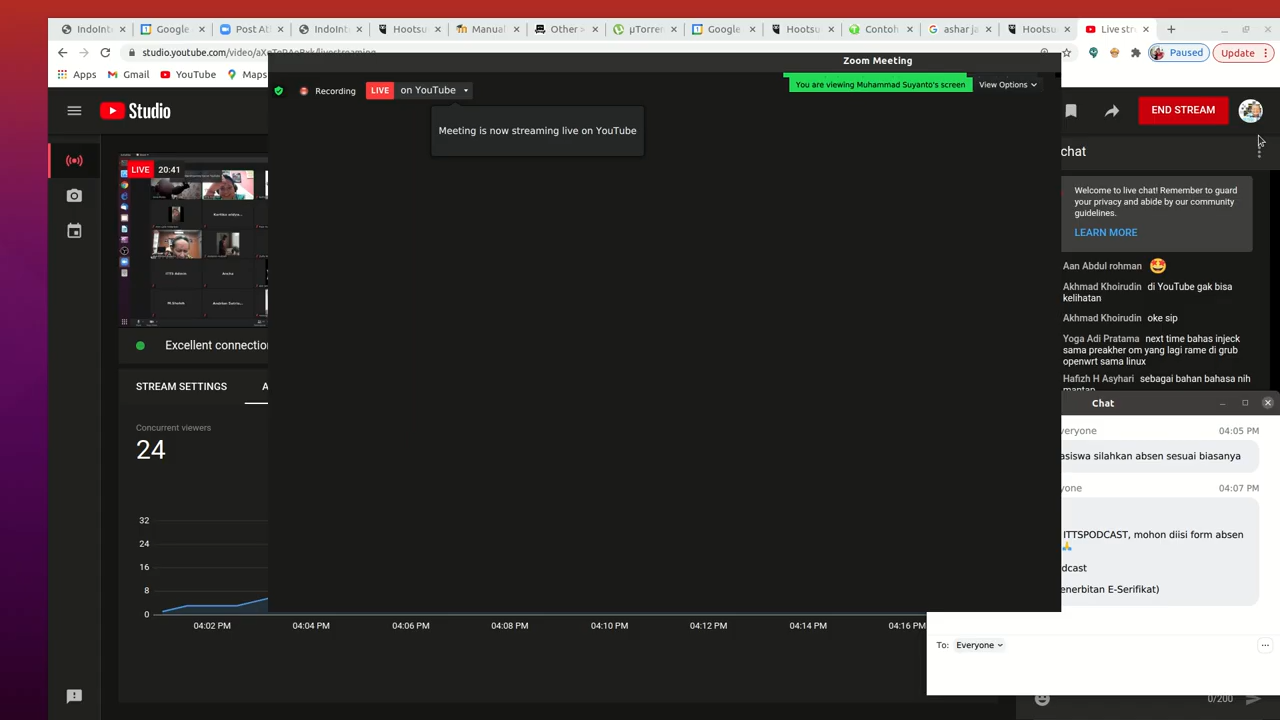 IndoInt
Google
Post Att
IndoInt
Hootsu
Manual
Other
µTorrer
Google
Hootsu
Contoh
ashar ja
Hootsu
Live str
studio.youtube.com/video/
Paused
Update
Apps
Gmail
YouTube
Maps
Zoom Meeting
Recording
LIVE
on YouTube
You are viewing Muhammad Suyanto's screen
View Options
Studio
END STREAM
Meeting is now streaming live on YouTube
chat
LIVE
20:41
Welcome to live chat! Remember to guard
your privacy and abide by our community
guidelines.
LEARN MORE
Aan Abdul rohman 🤩
Akhmad Khoirudin di YouTube gak bisa
kelihatan
Akhmad Khoirudin oke sip
Yoga Adi Pratama next time bahas injeck
sama preakher om yang lagi rame di grub
openwrt sama linux
Hafizh H Asyhari sebagai bahan bahasa nih
mantap
Excellent connectio
STREAM SETTINGS
A
Concurrent viewers
24
32
24
16
8
0
04:02 PM
04:04 PM
04:06 PM
04:08 PM
04:10 PM
04:12 PM
04:14 PM
04:16 PM
Chat
veryone
04:05 PM
asiswa silahkan absen sesuai biasanya
yone
04:07 PM
ITTSPODCAST, mohon diisi form absen
🙏
dcast
enerbitan E-Serifikat)
To: Everyone
0/200